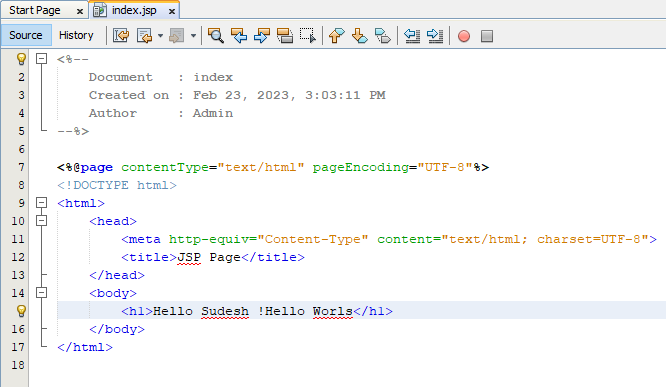 Start Page index.jsp
Source History
<%--
2 Document : index
3 Created on : Feb 23, 2023, 3:03:11 PM
4 Author : Admin
5 --%>
6
7 <%@page contentType="text/html" pageEncoding="UTF-8"%>
8 <!DOCTYPE html>
9 <html>
10 <head>
11 <meta http-equiv="Content-Type" content="text/html; charset=UTF-8">
12 <title>JSP Page</title>
13 </head>
14 <body>
<h1>Hello Sudesh !Hello Worls</h1>
16 </body>
17 </html>
18